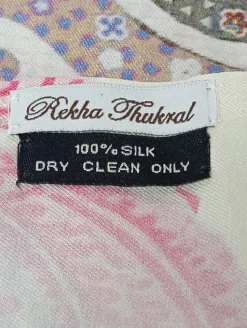 Rekha Thukral
100% SILK
DRY CLEAN ONLY